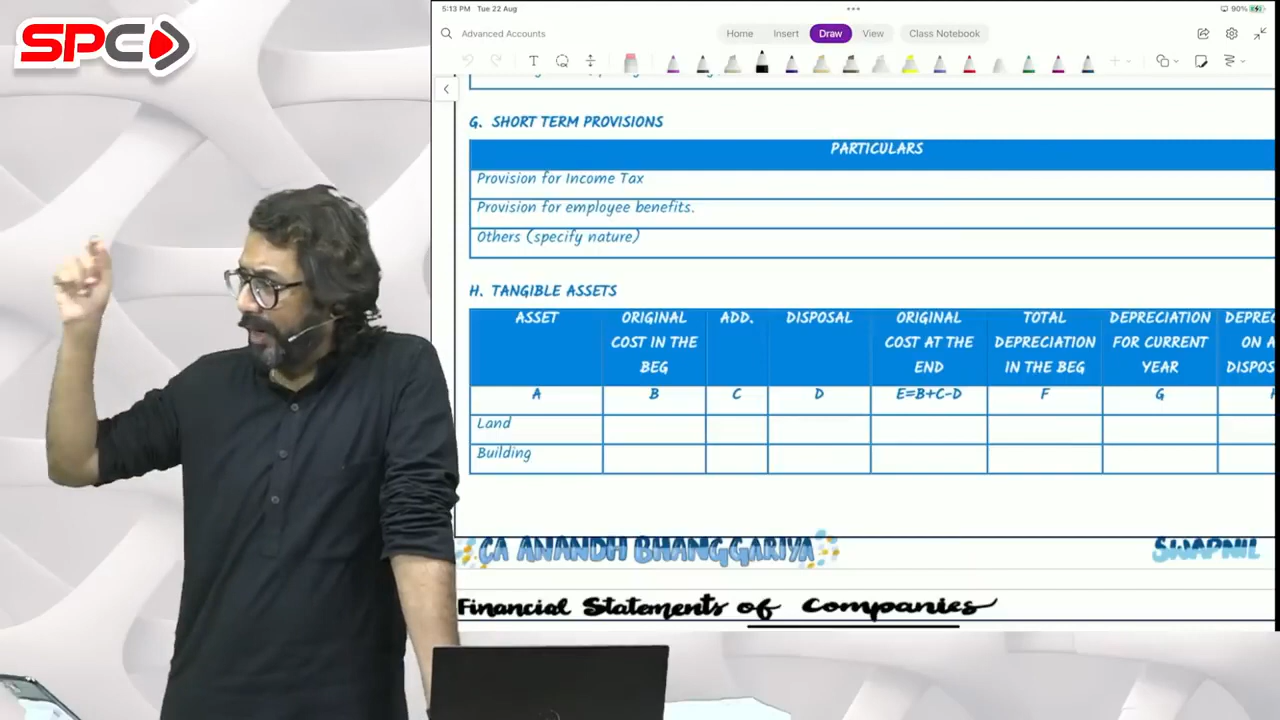 SPC
5:13 PM Tue 22 Aug
90%
Advanced Accounts
Home Insert Draw View Class Notebook
G. SHORT TERM PROVISIONS
PARTICULARS
Provision for Income Tax
Provision for employee benefits.
Others (specify nature)
H. TANGIBLE ASSETS
ASSET ORIGINAL COST IN THE BEG ADD. DISPOSAL ORIGINAL COST AT THE END TOTAL DEPRECIATION IN THE BEG DEPRECIATION FOR CURRENT YEAR
A B C D E=B+C-D F G
Land
Building
CA ANANDH BHANGGARIYA
SWAPNIL
Financial Statements of Companies